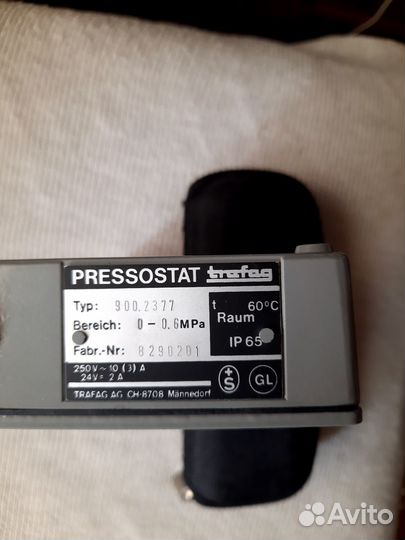 PRESSOSTAT trafag
Typ: 900.2377
Bereich: 0-0.6MPa
Fabr.-Nr: 8290201
t 60°C
Raum
IP 65
250V ~ 10 (3) A
24V= 2 A
TRAFAG AG CH-8708 Männedorf
+S
GL
Avito